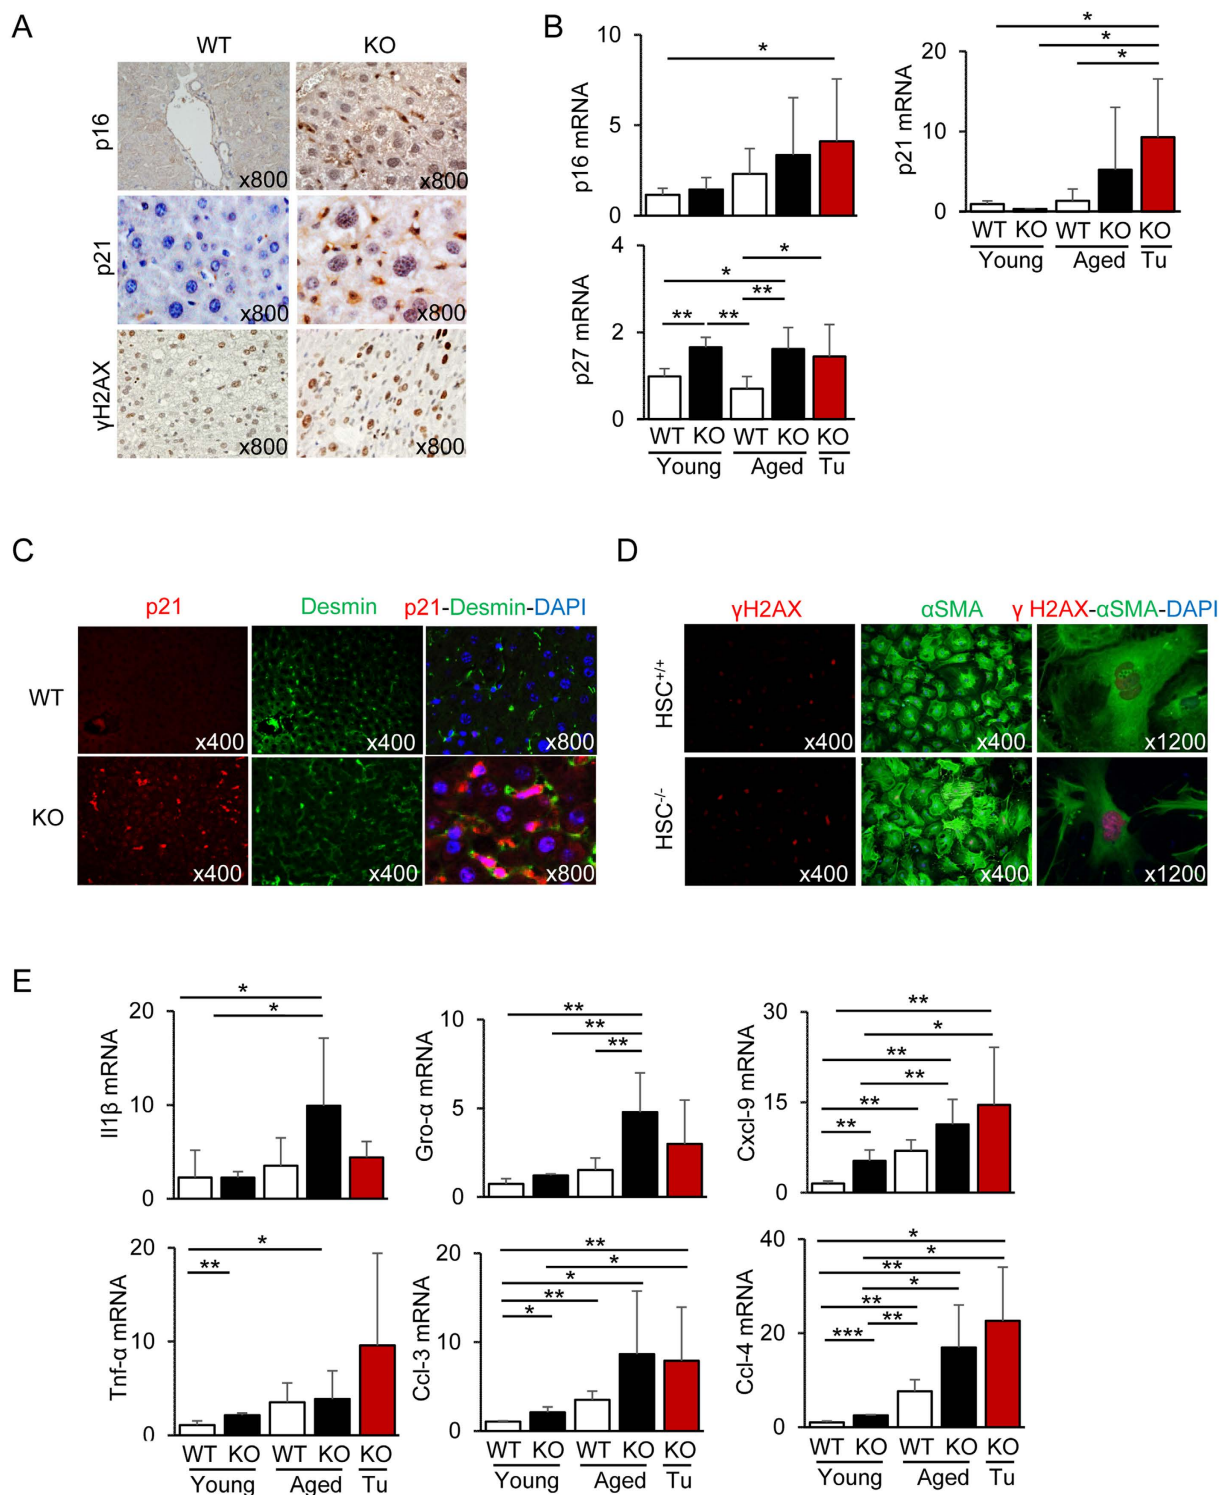 A
WT KO
p16
x800 x800
p21
x800 x800
γH2AX
x800 x800
B
p16 mRNA
10
5
0
*
p21 mRNA
20
10
0
*
*
*
WT KO WT KO KO
Young Aged Tu
p27 mRNA
4
2
0
*
*
**
** **
WT KO WT KO KO
Young Aged Tu
C
p21 Desmin p21-Desmin-DAPI
WT
x400 x400 x800
KO
x400 x400 x800
D
γH2AX αSMA γ H2AX-αSMA-DAPI
HSC+/+
x400 x400 x1200
HSC-/-
x400 x400 x1200
E
Il1β mRNA
20
10
0
*
*
Gro-α mRNA
10
5
0
**
**
**
Cxcl-9 mRNA
30
15
0
**
*
**
**
**
**
Tnf-α mRNA
20
10
0
*
**
WT KO WT KO KO
Young Aged Tu
Ccl-3 mRNA
20
10
0
**
*
*
**
*
WT KO WT KO KO
Young Aged Tu
Ccl-4 mRNA
40
20
0
*
*
**
*
**
**
***
WT KO WT KO KO
Young Aged Tu